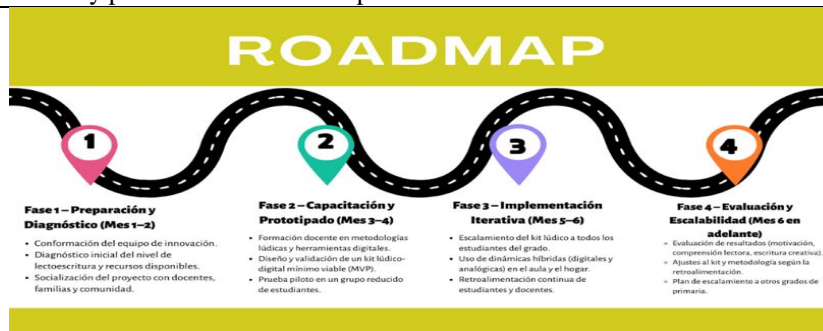 ROADMAP
1
2
3
4
Fase 1 – Preparación y
Diagnóstico (Mes 1–2)
• Conformación del equipo de innovación.
• Diagnóstico inicial del nivel de
lectoescritura y recursos disponibles.
• Socialización del proyecto con docentes,
familias y comunidad.
Fase 2 – Capacitación y
Prototipado (Mes 3–4)
• Formación docente en metodologías
lúdicas y herramientas digitales.
• Diseño y validación de un kit lúdico-
digital mínimo viable (MVP).
• Prueba piloto en un grupo reducido
de estudiantes.
Fase 3 – Implementación
Iterativa (Mes 5–6)
• Escalamiento del kit lúdico a todos los
estudiantes del grado.
• Uso de dinámicas híbridas (digitales y
analógicas) en el aula y el hogar.
• Retroalimentación continua de
estudiantes y docentes.
Fase 4 – Evaluación y
Escalabilidad (Mes 6 en
adelante)
• Evaluación de resultados (motivación,
comprensión lectora, escritura creativa).
• Ajustes al kit y metodología según la
retroalimentación.
• Plan de escalamiento a otros grados de
primaria.